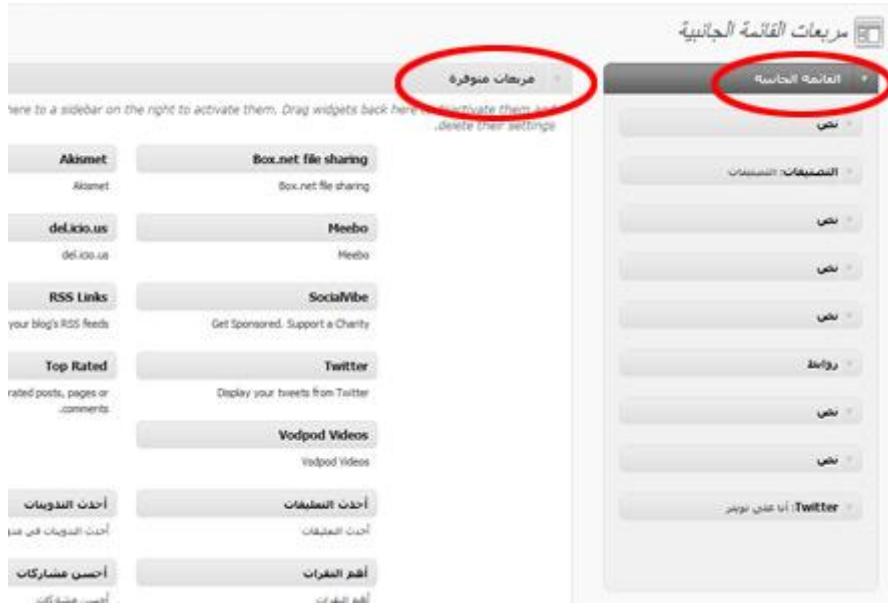 مربعات القائمة الجانبية
القائمة الجانبية
نص
التصنيفات: التصنيفات
نص
نص
نص
روابط
نص
نص
Twitter: أنا على تويتر
مربعات متوفرة
here to a sidebar on the right to activate them. Drag widgets back here to deactivate them and
.delete their settings
Box.net file sharing
Box.net file sharing
Akismet
Akismet
Meebo
Meebo
del.icio.us
del.icio.us
SocialVibe
Get Sponsored. Support a Charity
RSS Links
your blog's RSS feeds
Twitter
Display your tweets from Twitter
Top Rated
rated posts, pages or
.comments
Vodpod Videos
Vodpod Videos
أحدث التعليقات
أحدث التعليقات
أحدث التدوينات
أحدث التدوينات في
أهم النقرات
أهم النقرات
أحسن مشاركات
أحسن مشاركات